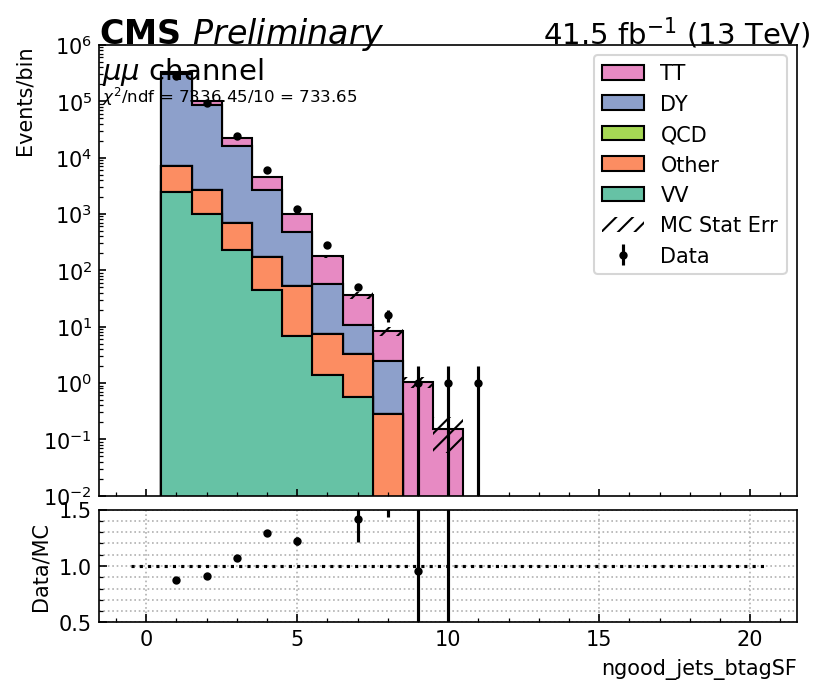 CMS Preliminary 41.5 fb⁻¹ (13 TeV)
μμ channel
χ²/ndf = 7336.45/10 = 733.65
Events/bin
10⁶
10⁵
10⁴
10³
10²
10¹
10⁰
10⁻¹
10⁻²
TT
DY
QCD
Other
VV
MC Stat Err
Data
Data/MC
1.5
1.0
0.5
0 5 10 15 20
ngood_jets_btagSF